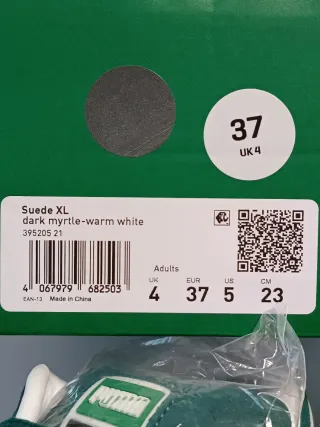 37
UK 4
Suede XL
dark myrtle-warm white
395205 21
Adults
UK EUR US CM
4 37 5 23
4 067979 682503
EAN-13 Made in China
PUMA